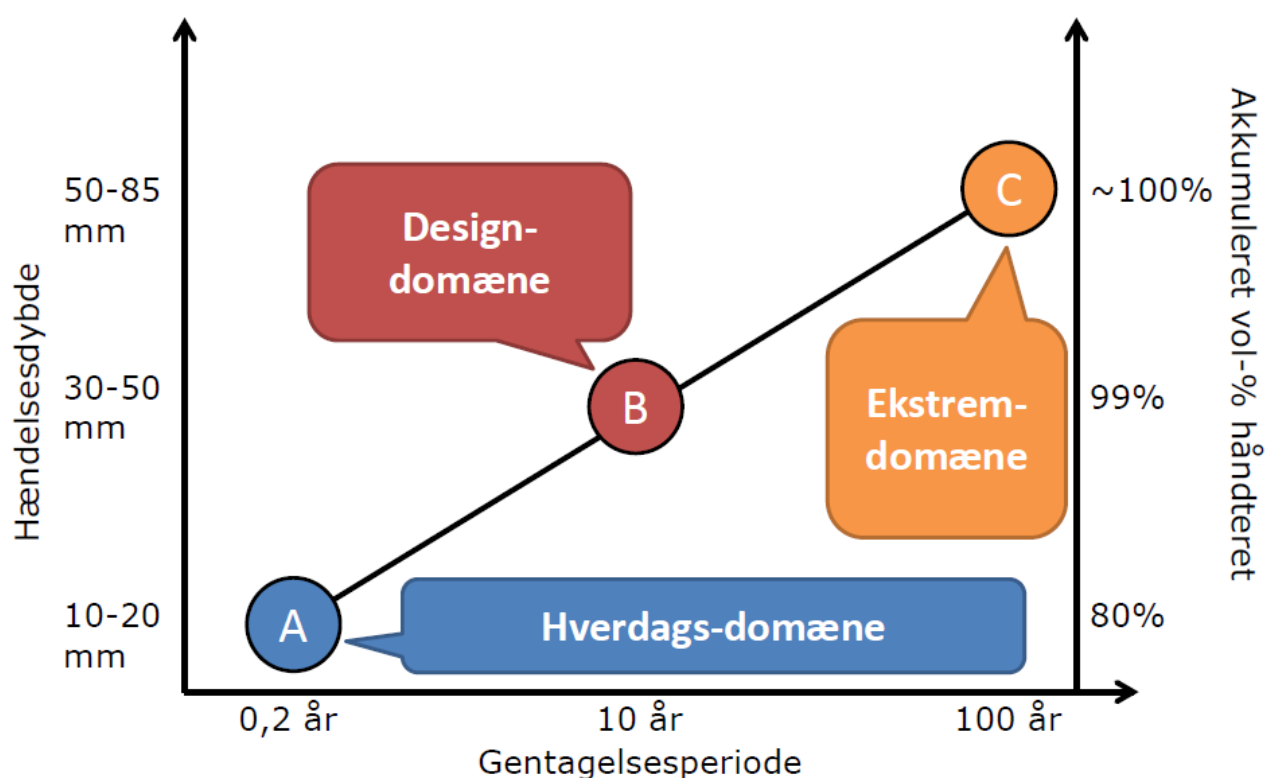 Hændelsesdybde
50-85
mm
30-50
mm
10-20
mm
Design-
domæne
B
C
Ekstrem-
domæne
A
Hverdags-domæne
~100%
99%
80%
Akkumuleret vol-% håndteret
0,2 år
10 år
100 år
Gentagelsesperiode